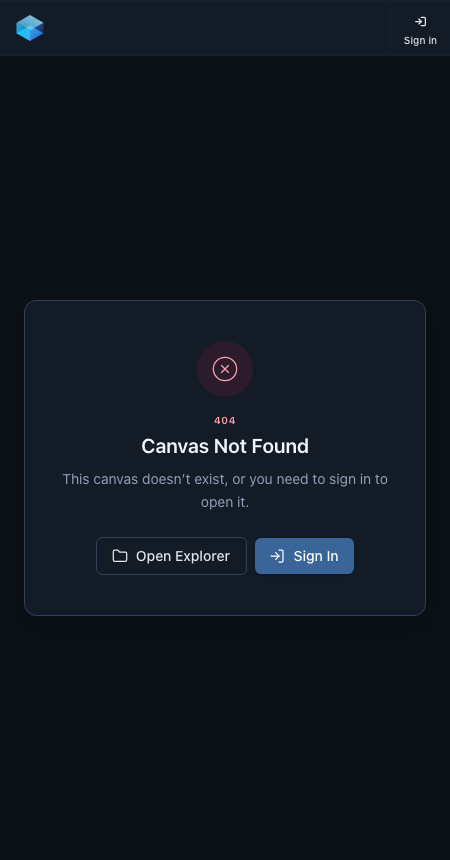 Sign in
404
Canvas Not Found
This canvas doesn't exist, or you need to sign in to
open it.
Open Explorer
Sign In